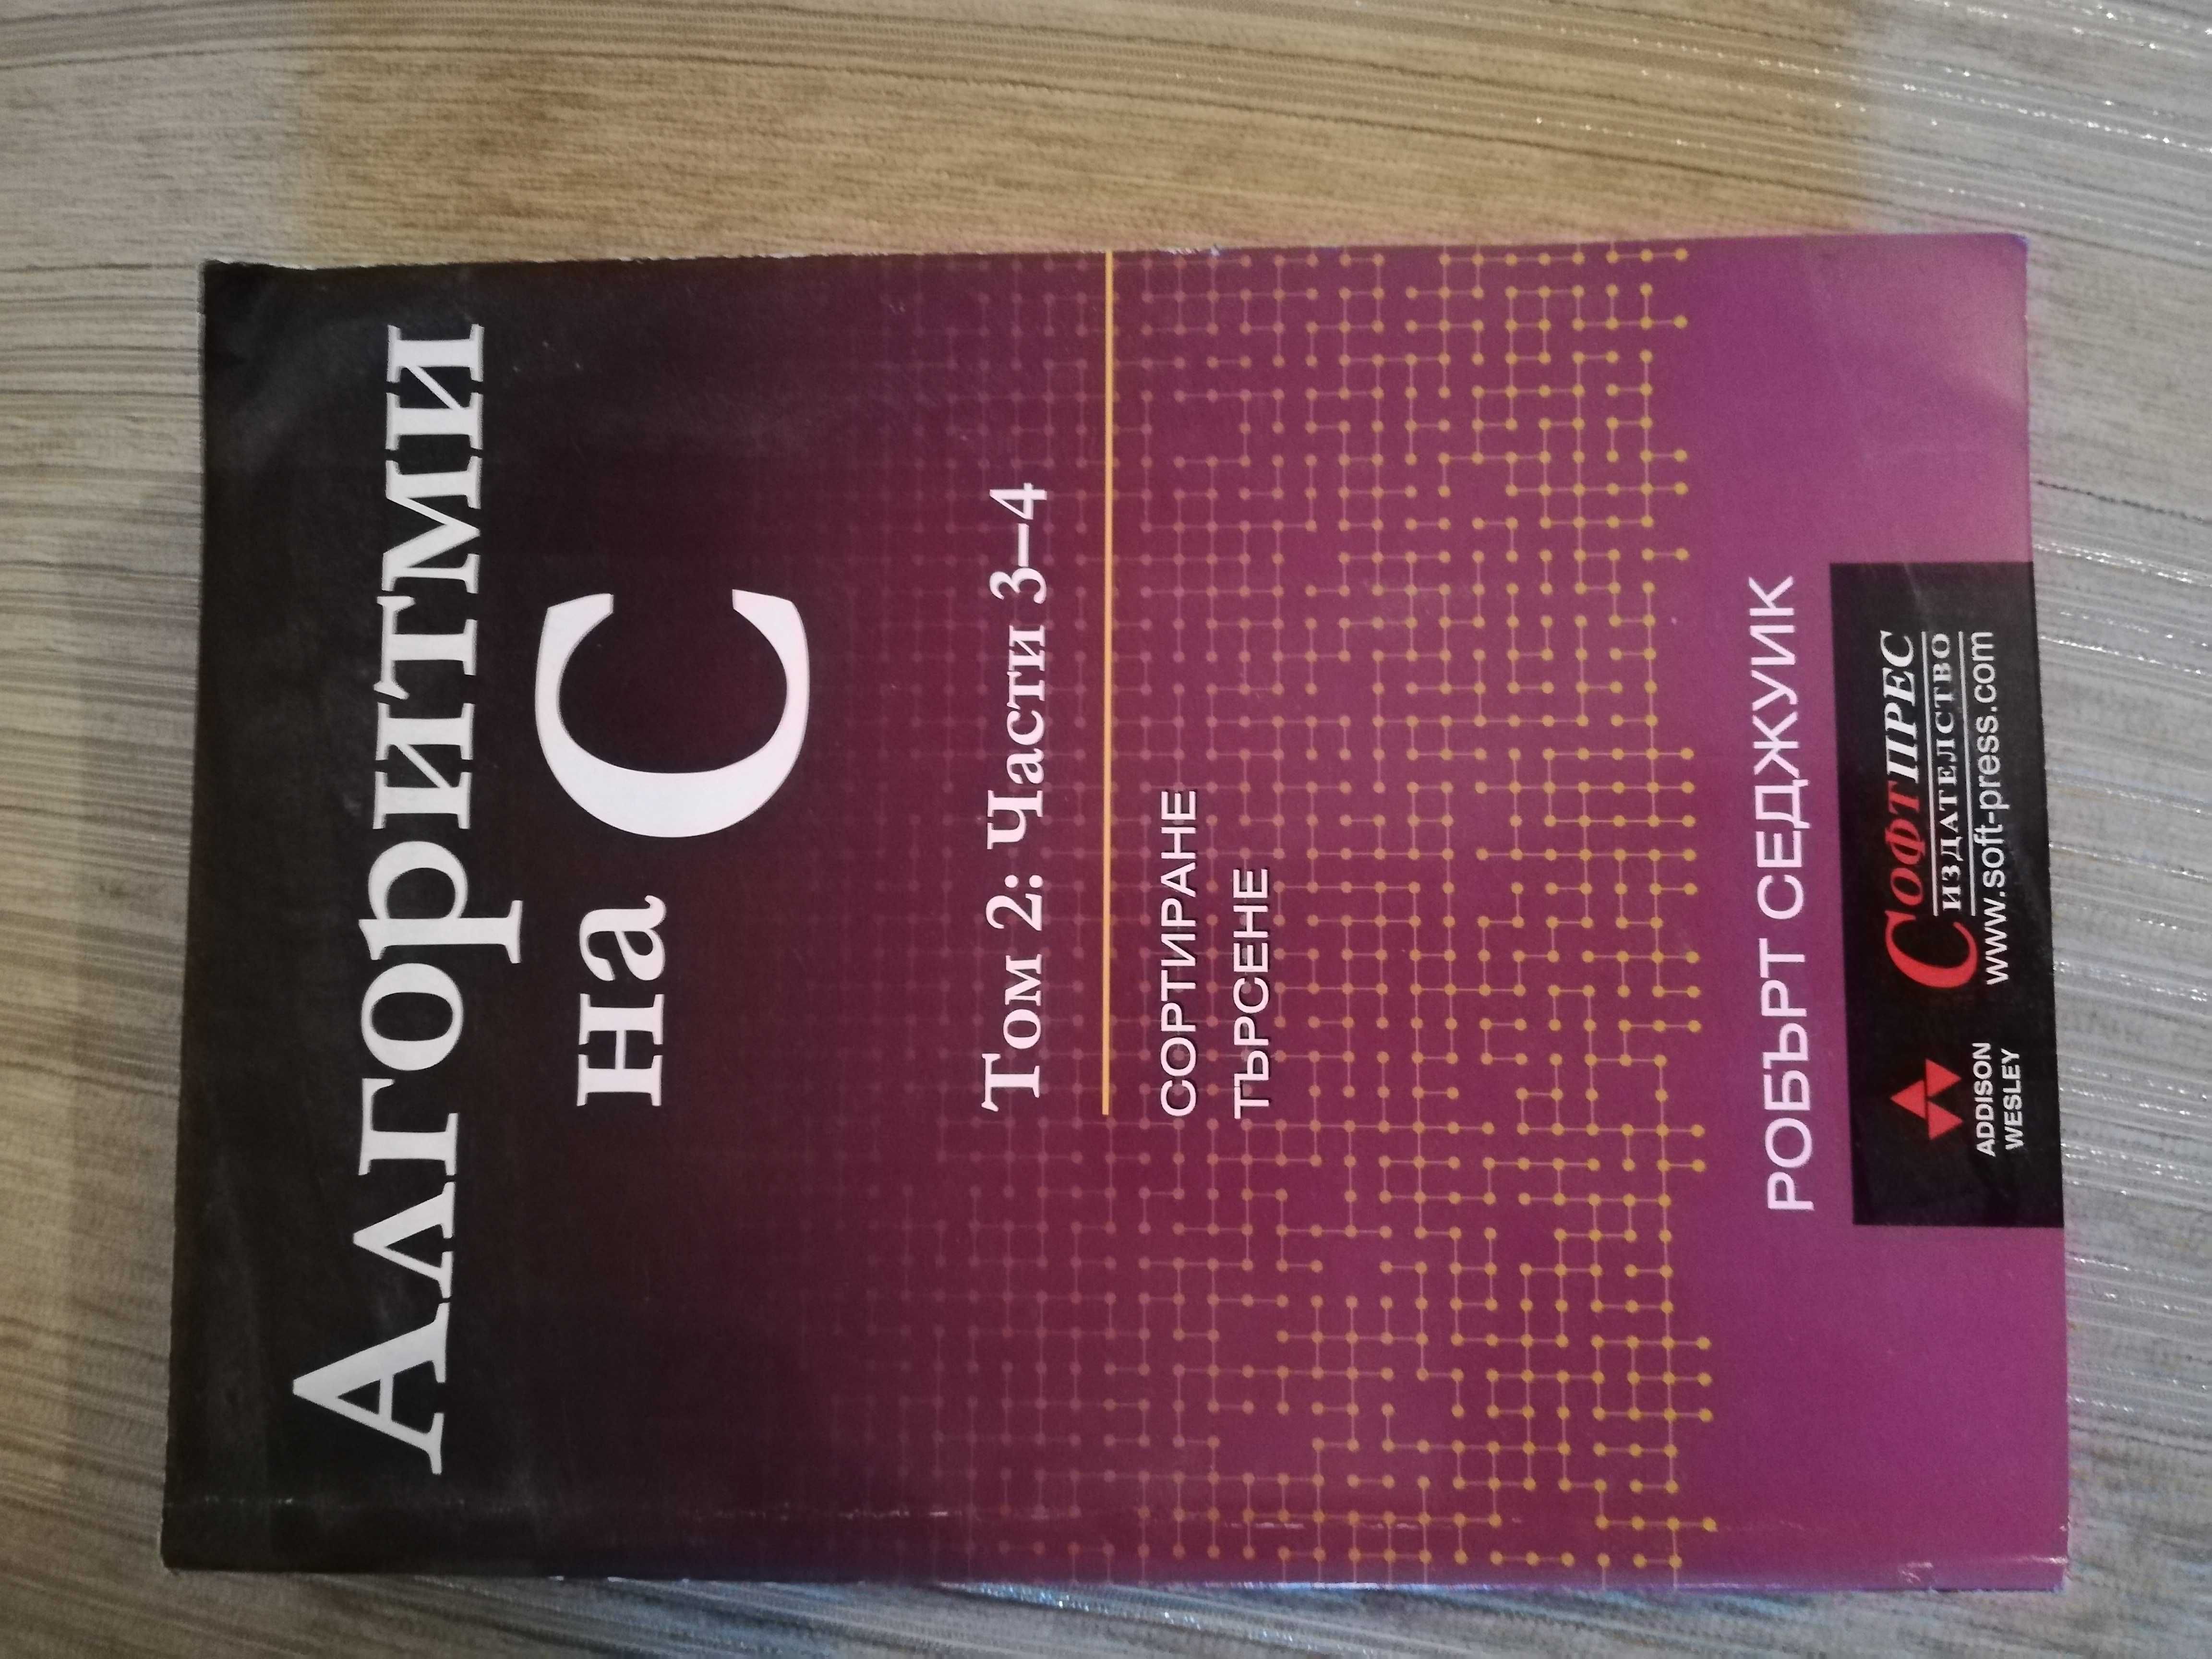 Алгоритми
на C
Том 2: Части 3–4
СОРТИРАНЕ
ТЪРСЕНЕ
РОБЪРТ СЕДЖУИК
ADDISON
WESLEY
СОФТПРЕС
ИЗДАТЕЛСТВО
www.soft-press.com